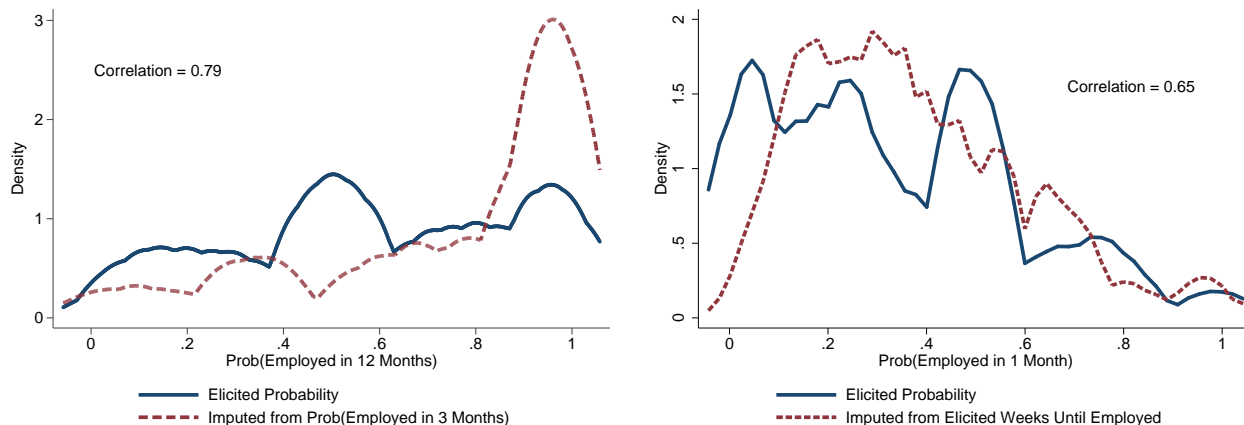 3
2
1
0
Density
Correlation = 0.79
0 .2 .4 .6 .8 1
Prob(Employed in 12 Months)
Elicited Probability
Imputed from Prob(Employed in 3 Months)
2
1.5
1
.5
0
Density
Correlation = 0.65
0 .2 .4 .6 .8 1
Prob(Employed in 1 Month)
Elicited Probability
Imputed from Elicited Weeks Until Employed